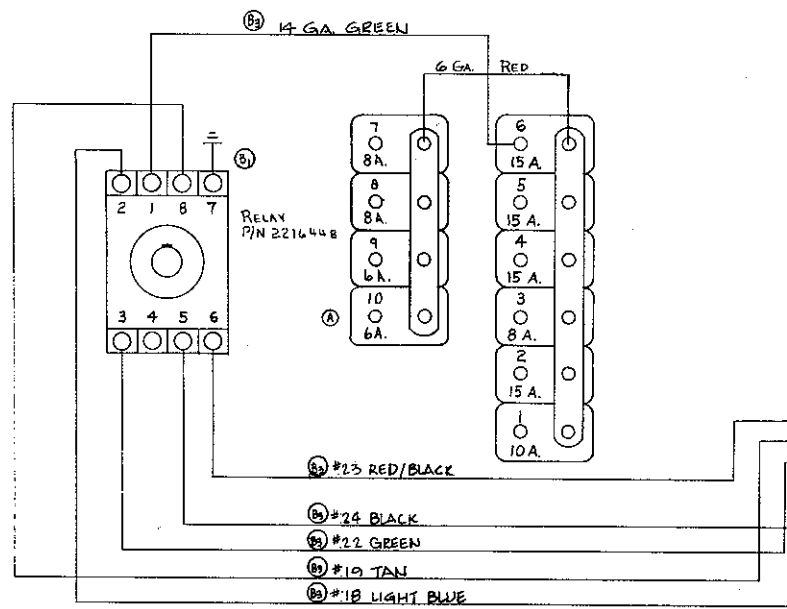 B3 14 GA. GREEN
6 GA. RED
B1
2 1 8 7
RELAY
P/N 2216448
3 4 5 6
7
8A.
8
8A.
9
6A.
10
6A.
A
6
15 A.
5
15 A.
4
15 A.
3
8 A.
2
15 A.
1
10 A.
B3 #23 RED/BLACK
B3 #24 BLACK
B3 #22 GREEN
B3 #19 TAN
B3 #18 LIGHT BLUE